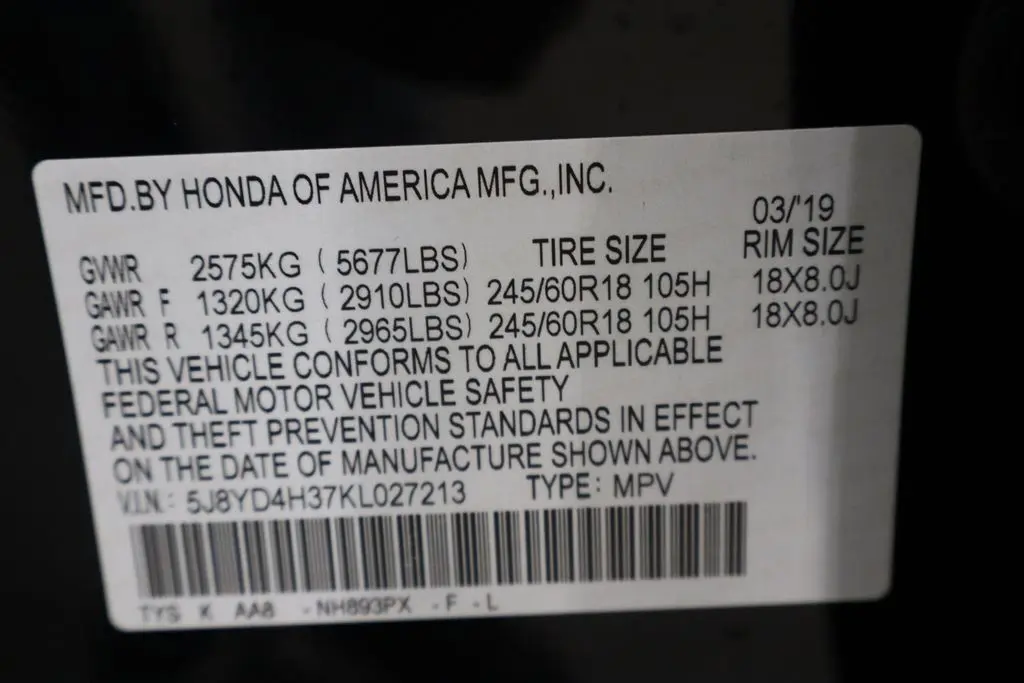 MFD.BY HONDA OF AMERICA MFG.,INC.
03/'19
GVWR 2575KG ( 5677LBS) TIRE SIZE RIM SIZE
GAWR F 1320KG ( 2910LBS) 245/60R18 105H 18X8.0J
GAWR R 1345KG ( 2965LBS) 245/60R18 105H 18X8.0J
THIS VEHICLE CONFORMS TO ALL APPLICABLE
FEDERAL MOTOR VEHICLE SAFETY
AND THEFT PREVENTION STANDARDS IN EFFECT
ON THE DATE OF MANUFACTURE SHOWN ABOVE.
V.I.N.: 5J8YD4H37KL027213 TYPE: MPV
TYS K AA8 -NH893PX -F -L